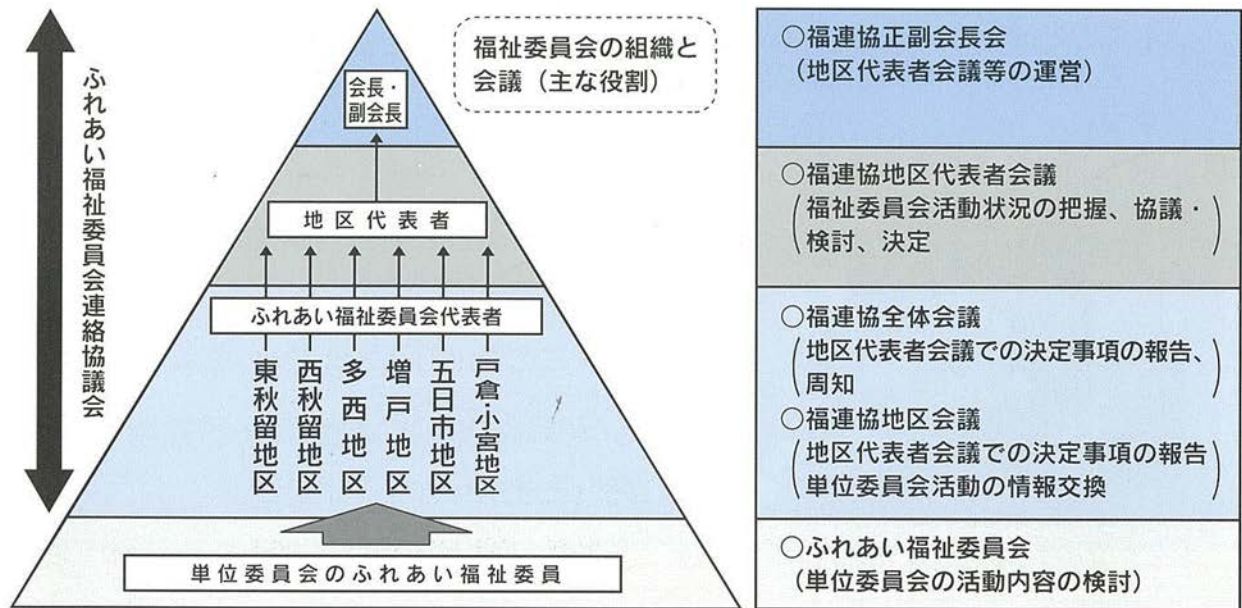 ふれあい福祉委員会連絡協議会
福祉委員会の組織と
会議（主な役割）
会長・
副会長
地区代表者
ふれあい福祉委員会代表者
東秋留地区
西秋留地区
多西地区
増戸地区
五日市地区
戸倉・小宮地区
単位委員会のふれあい福祉委員
○福連協正副会長会
（地区代表者会議等の運営）
○福連協地区代表者会議
（福祉委員会活動状況の把握、協議・
検討、決定）
○福連協全体会議
（地区代表者会議での決定事項の報告、
周知）
○福連協地区会議
（地区代表者会議での決定事項の報告
単位委員会活動の情報交換）
○ふれあい福祉委員会
（単位委員会の活動内容の検討）